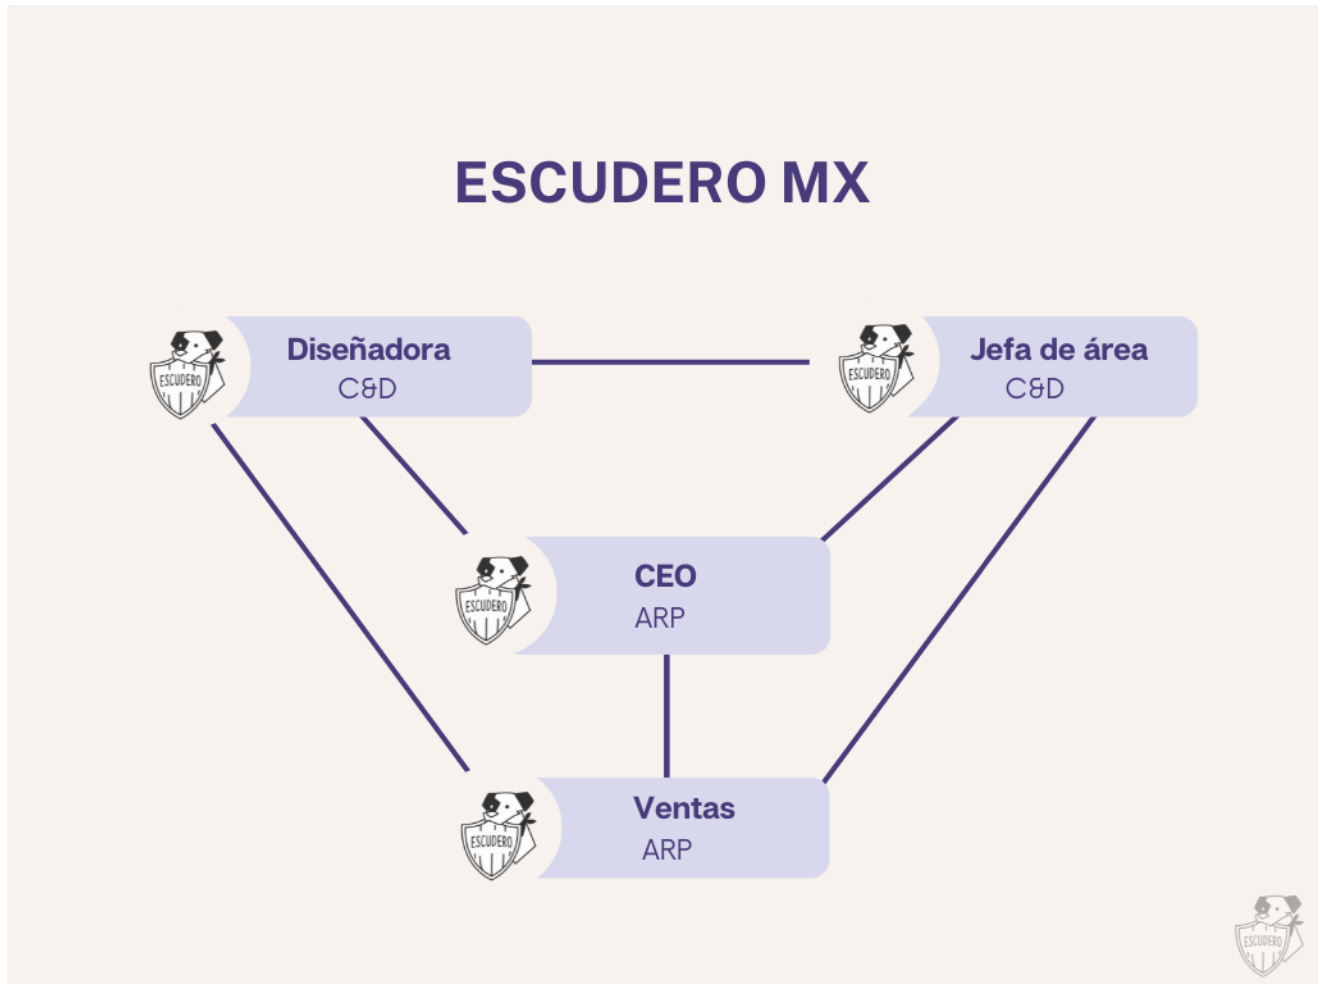 ESCUDERO MX
Diseñadora
C&D
ESCUDERO
Jefa de área
C&D
ESCUDERO
CEO
ARP
ESCUDERO
Ventas
ARP
ESCUDERO
ESCUDERO